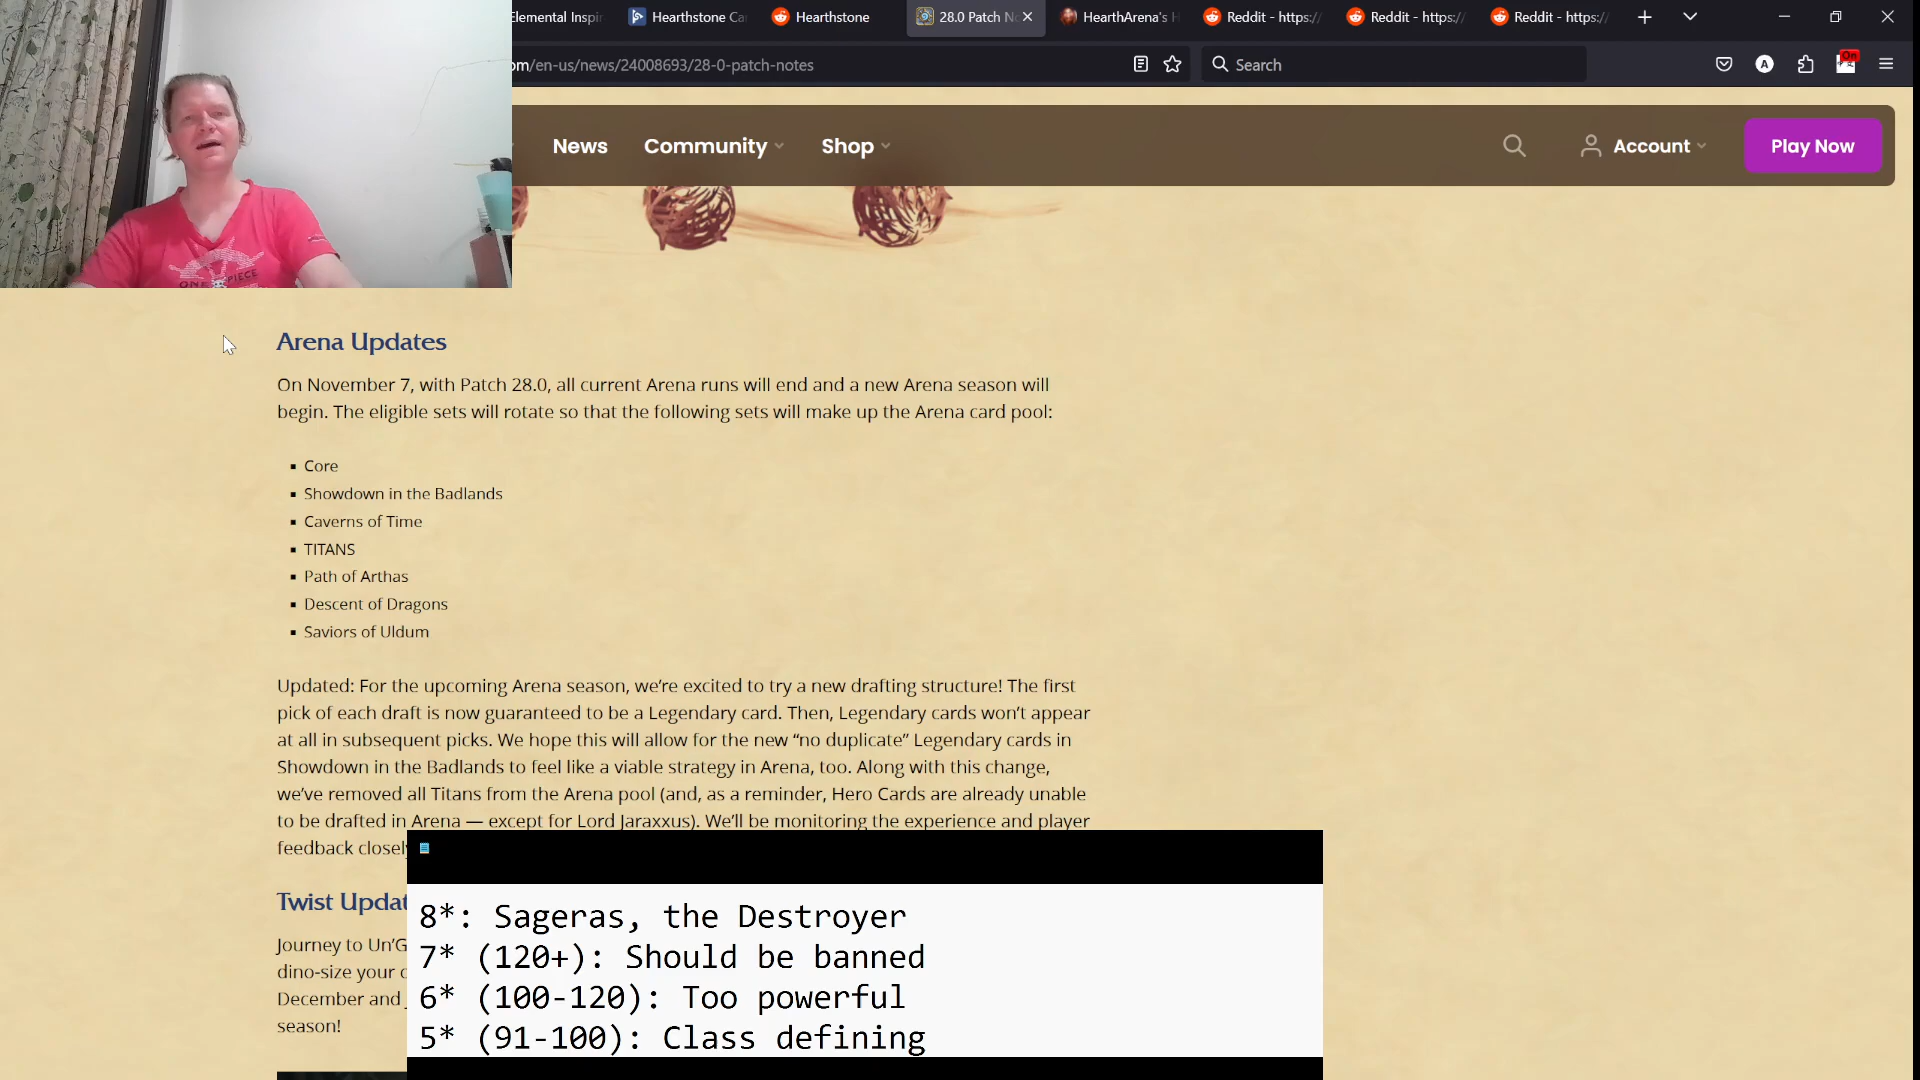 Elemental Inspir
Hearthstone Ca
Hearthstone
28.0 Patch N
HearthArena's H
Reddit - https:/
Reddit - https:/
Reddit - https:/
om/en-us/news/24008693/28-0-patch-notes
Search
A
On
News
Community
Shop
Account
Play Now
ONE PIECE
Arena Updates
On November 7, with Patch 28.0, all current Arena runs will end and a new Arena season will
begin. The eligible sets will rotate so that the following sets will make up the Arena card pool:
Core
Showdown in the Badlands
Caverns of Time
TITANS
Path of Arthas
Descent of Dragons
Saviors of Uldum
Updated: For the upcoming Arena season, we're excited to try a new drafting structure! The first
pick of each draft is now guaranteed to be a Legendary card. Then, Legendary cards won't appear
at all in subsequent picks. We hope this will allow for the new “no duplicate” Legendary cards in
Showdown in the Badlands to feel like a viable strategy in Arena, too. Along with this change,
we've removed all Titans from the Arena pool (and, as a reminder, Hero Cards are already unable
to be drafted in Arena — except for Lord Jaraxxus). We'll be monitoring the experience and player
feedback closely
Twist Updat
Journey to Un'G
dino-size your
December and
season!
8*: Sageras, the Destroyer
7* (120+): Should be banned
6* (100-120): Too powerful
5* (91-100): Class defining